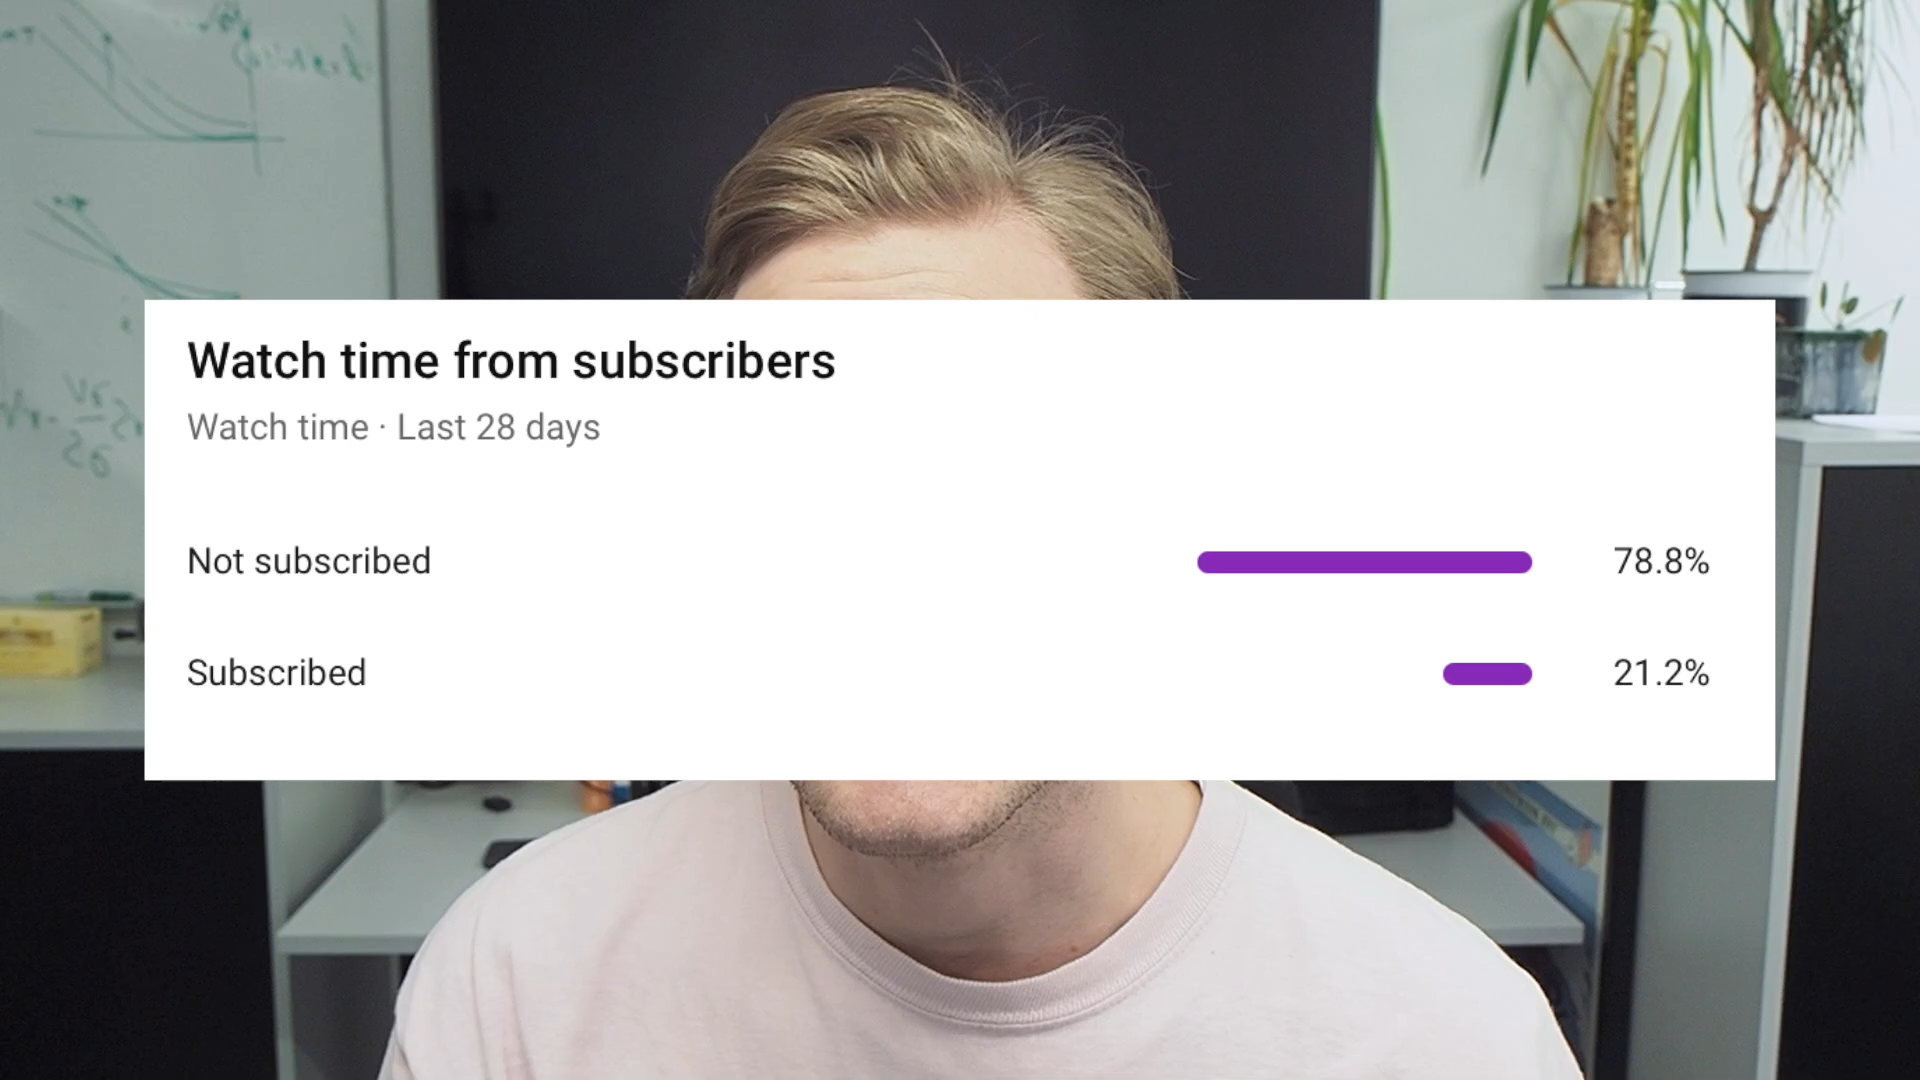 Watch time from subscribers
Watch time · Last 28 days
Not subscribed 78.8%
Subscribed 21.2%